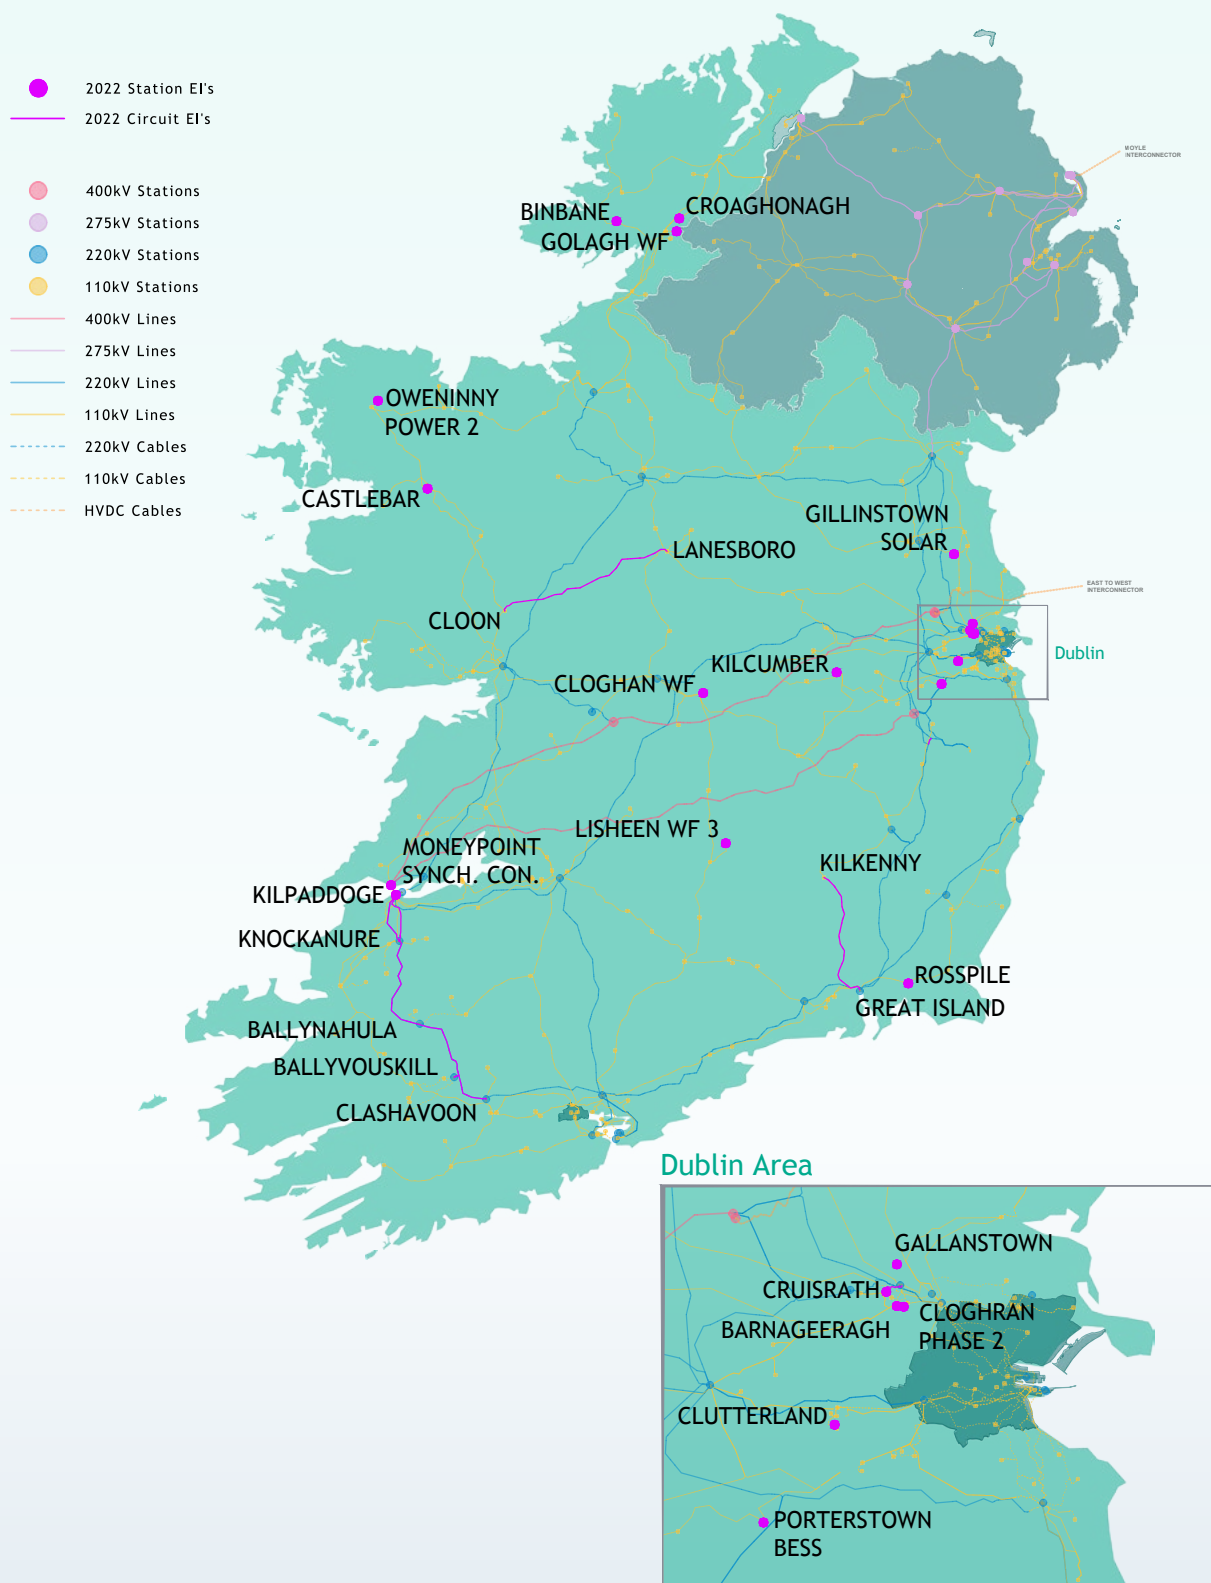 2022 Station EI's
2022 Circuit EI's
400kV Stations
275kV Stations
220kV Stations
110kV Stations
400kV Lines
275kV Lines
220kV Lines
110kV Lines
220kV Cables
110kV Cables
HVDC Cables
MOYLE
INTERCONNECTOR
BINBANE
CROAGHONAGH
GOLAGH WF
OWENINNY
POWER 2
CASTLEBAR
GILLINSTOWN
SOLAR
LANESBORO
EAST TO WEST
INTERCONNECTOR
CLOON
Dublin
KILCUMBER
CLOGHAN WF
LISHEEN WF 3
MONEYPOINT
SYNCH. CON.
KILKENNY
KILPADDOGE
KNOCKANURE
ROSSPILE
GREAT ISLAND
BALLYNAHULA
BALLYVOUSKILL
CLASHAVOON
Dublin Area
GALLANSTOWN
CRUISRATH
CLOGHRAN
PHASE 2
BARNAGEERAGH
CLUTTERLAND
PORTERSTOWN
BESS